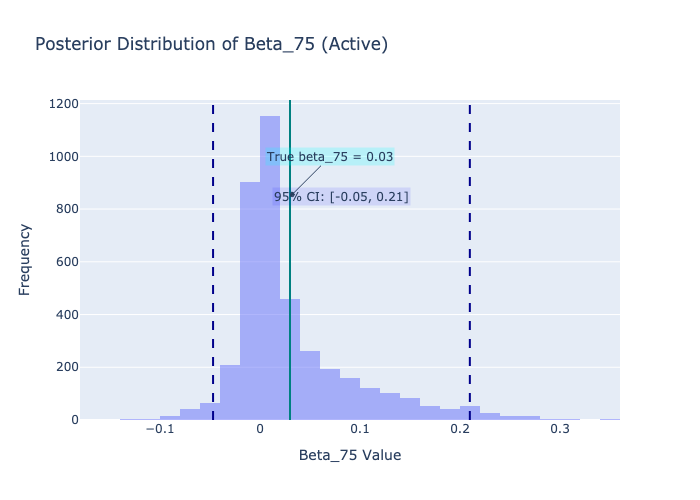 Posterior Distribution of Beta_75 (Active)
1200
1000
800
600
400
200
0
Frequency
True beta_75 = 0.03
95% CI: [-0.05, 0.21]
−0.1
0
0.1
0.2
0.3
Beta_75 Value